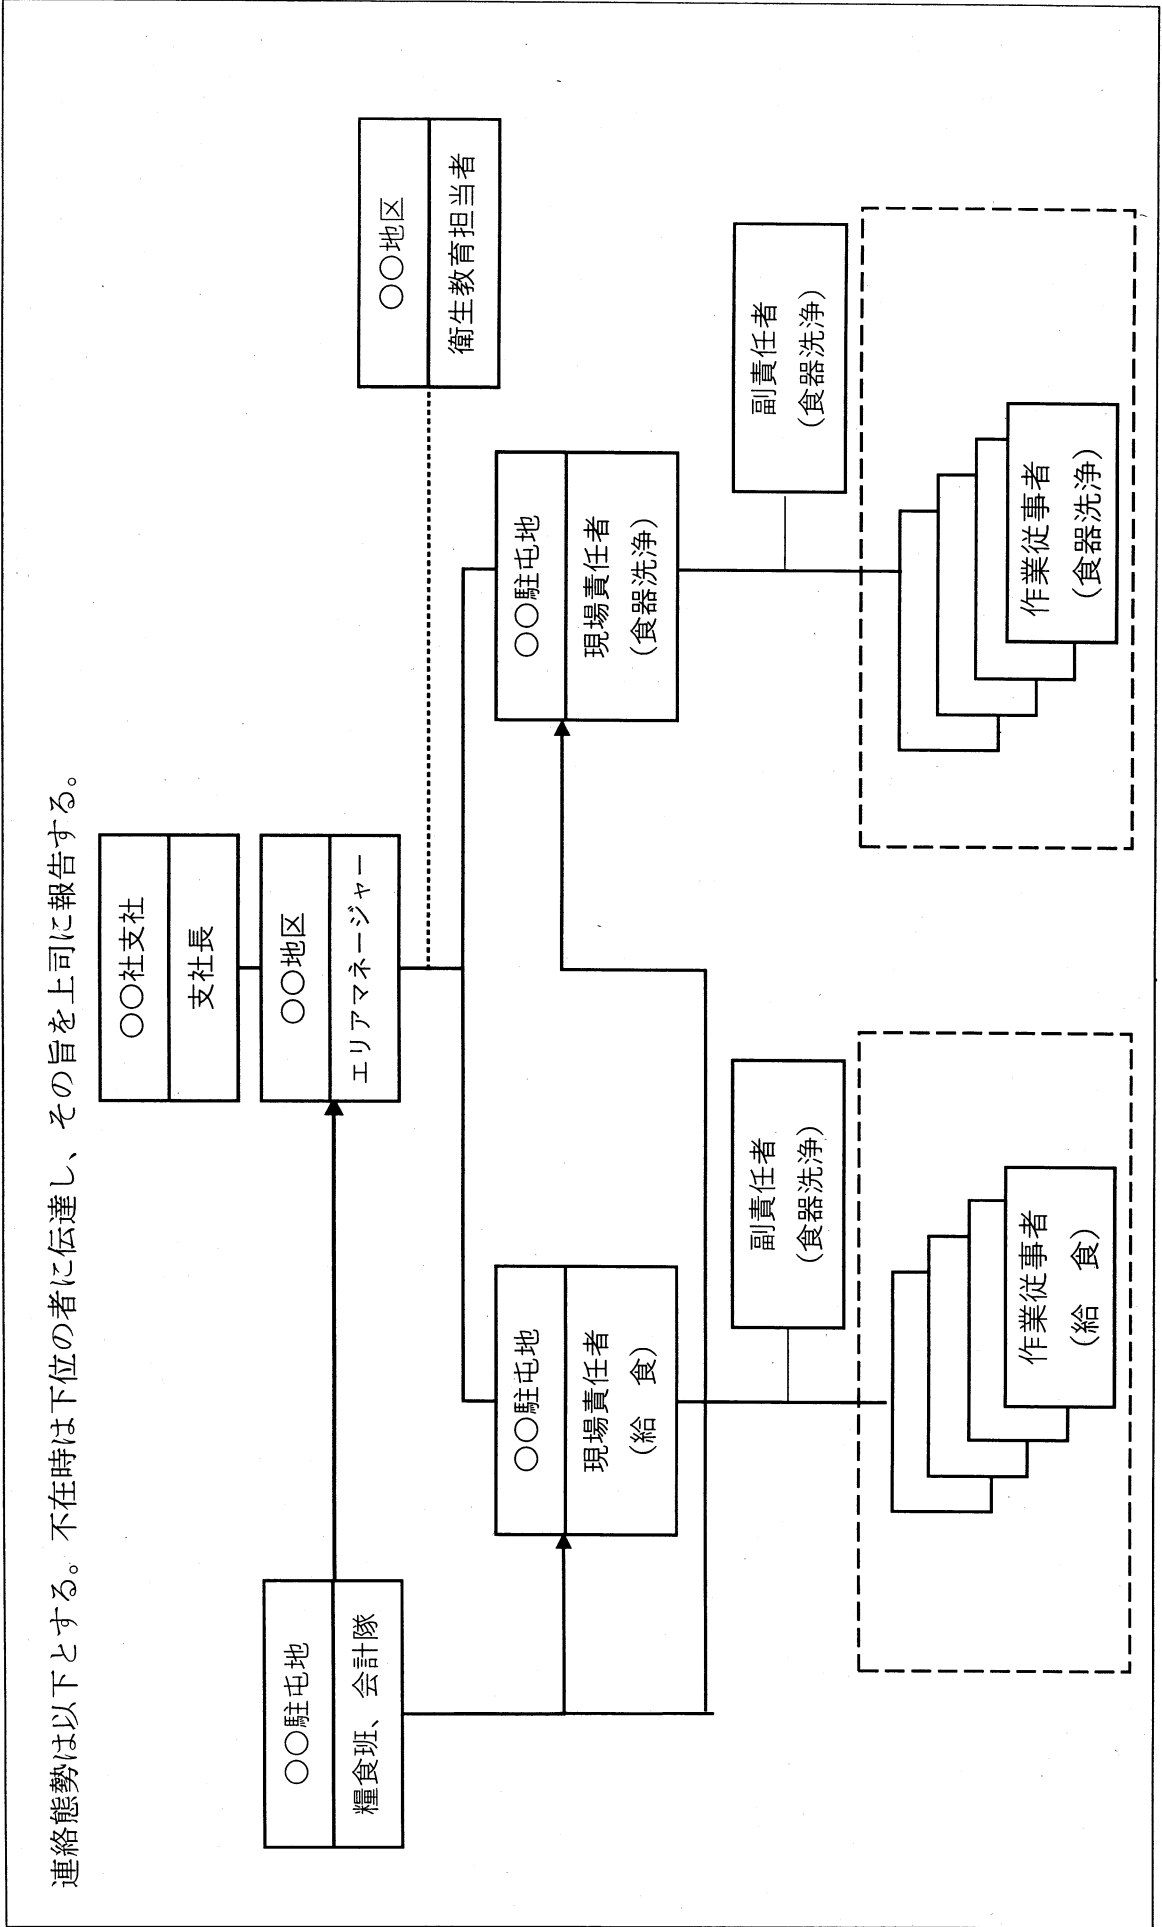 連絡態勢は以下とする。不在時は下位の者に伝達し、その旨を上司に報告する。
〇〇社支社
支社長
〇〇地区
エリアマネージャー
〇〇駐屯地
糧食班、会計隊
〇〇地区
衛生教育担当者
〇〇駐屯地
現場責任者
(給　食)
〇〇駐屯地
現場責任者
(食器洗浄)
副責任者
(食器洗浄)
副責任者
(食器洗浄)
作業従事者
(給　食)
作業従事者
(食器洗浄)